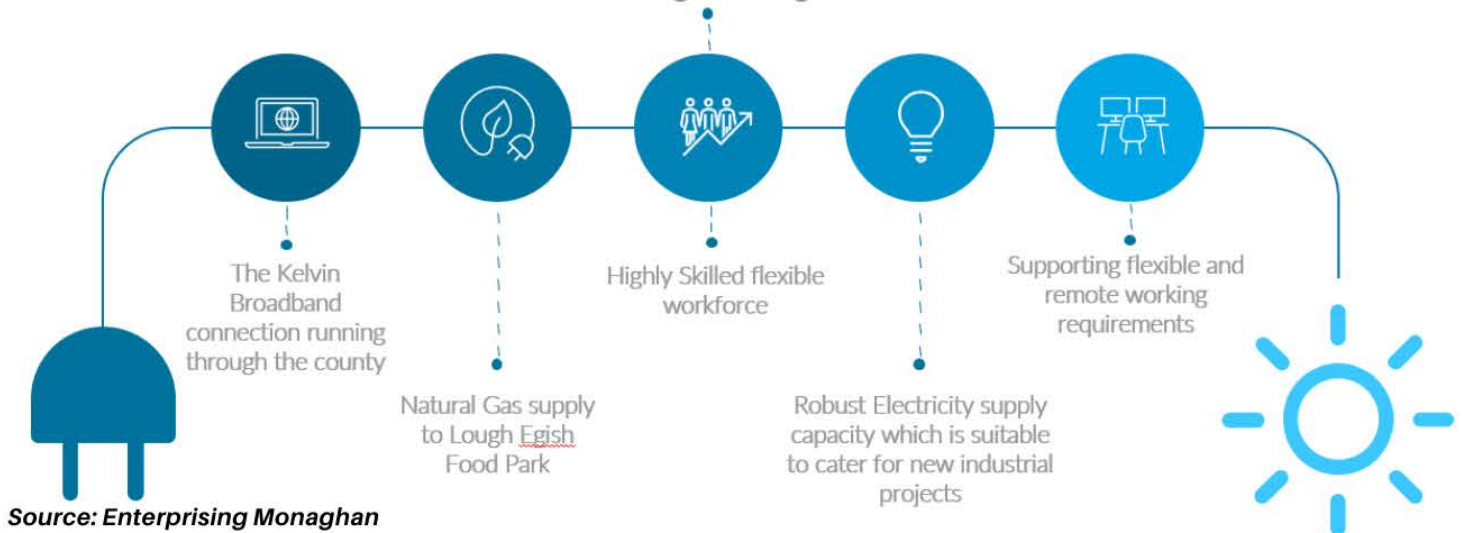 The Kelvin
Broadband
connection running
through the county
Natural Gas supply
to Lough Egish
Food Park
Highly Skilled flexible
workforce
Robust Electricity supply
capacity which is suitable
to cater for new industrial
projects
Supporting flexible and
remote working
requirements
Source: Enterprising Monaghan